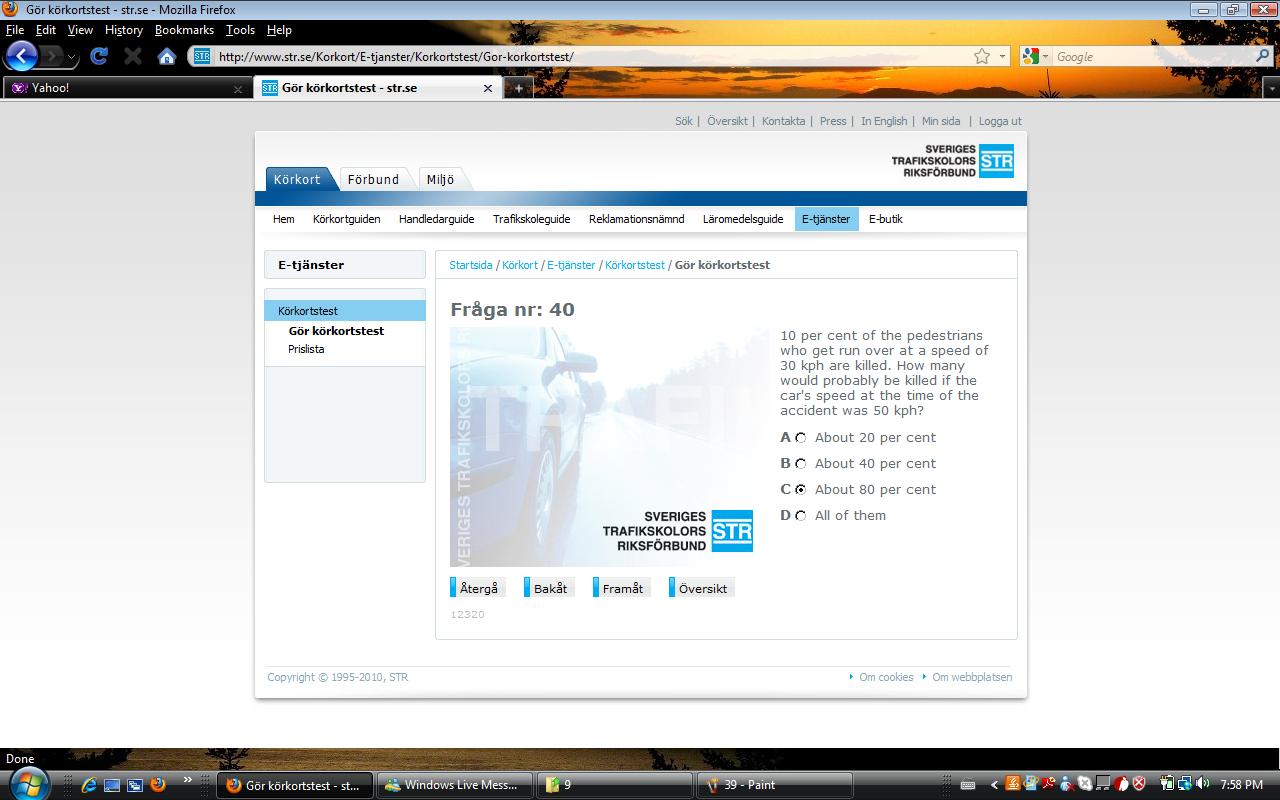 Gör körkortstest - str.se - Mozilla Firefox
File Edit View History Bookmarks Tools Help
http://www.str.se/Korkort/E-tjanster/Korkortstest/Gor-korkortstest/
Google
Yahoo!
STR Gör körkortstest - str.se
Sök | Översikt | Kontakta | Press | In English | Min sida | Logga ut
SVERIGES
TRAFIKSKOLORS
RIKSFÖRBUND
STR
Körkort Förbund Miljö
Hem Körkortguiden Handledarguide Trafikskoleguide Reklamationsnämnd Läromedelsguide E-tjänster E-butik
E-tjänster
Körkortstest
Gör körkortstest
Prislista
Startsida / Körkort / E-tjänster / Körkortstest / Gör körkortstest
Fråga nr: 40
TRAFI
SVERIGES
TRAFIKSKOLORS
RIKSFÖRBUND
STR
10 per cent of the pedestrians
who get run over at a speed of
30 kph are killed. How many
would probably be killed if the
car's speed at the time of the
accident was 50 kph?
A About 20 per cent
B About 40 per cent
C About 80 per cent
D All of them
Återgå Bakåt Framåt Översikt
12320
Copyright © 1995-2010, STR
Om cookies Om webbplatsen
Done
Gör körkortstest - st... Windows Live Mess... 9 39 - Paint
7:58 PM